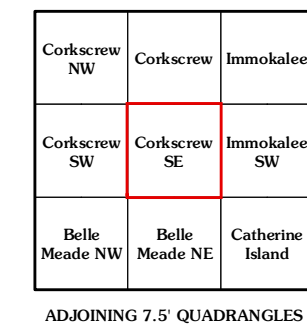 Corkscrew
NW
Corkscrew
Immokalee
Corkscrew
SW
Corkscrew
SE
Immokalee
SW
Belle
Meade NW
Belle
Meade NE
Catherine
Island
ADJOINING 7.5' QUADRANGLES